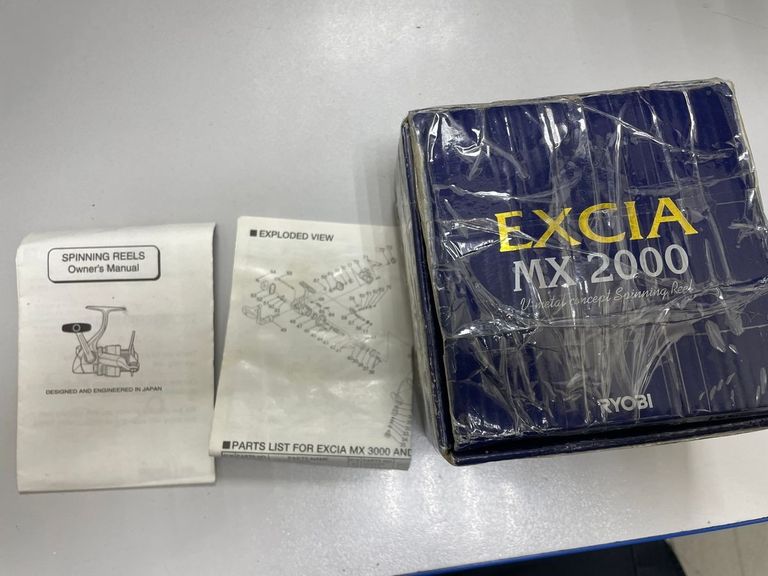 SPINNING REELS
Owner's Manual
DESIGNED AND ENGINEERED IN JAPAN
■ EXPLODED VIEW
■ PARTS LIST FOR EXCIA MX 3000 AND
EXCIA
MX 2000
V-metal concept Spinning Reel
RYOBI